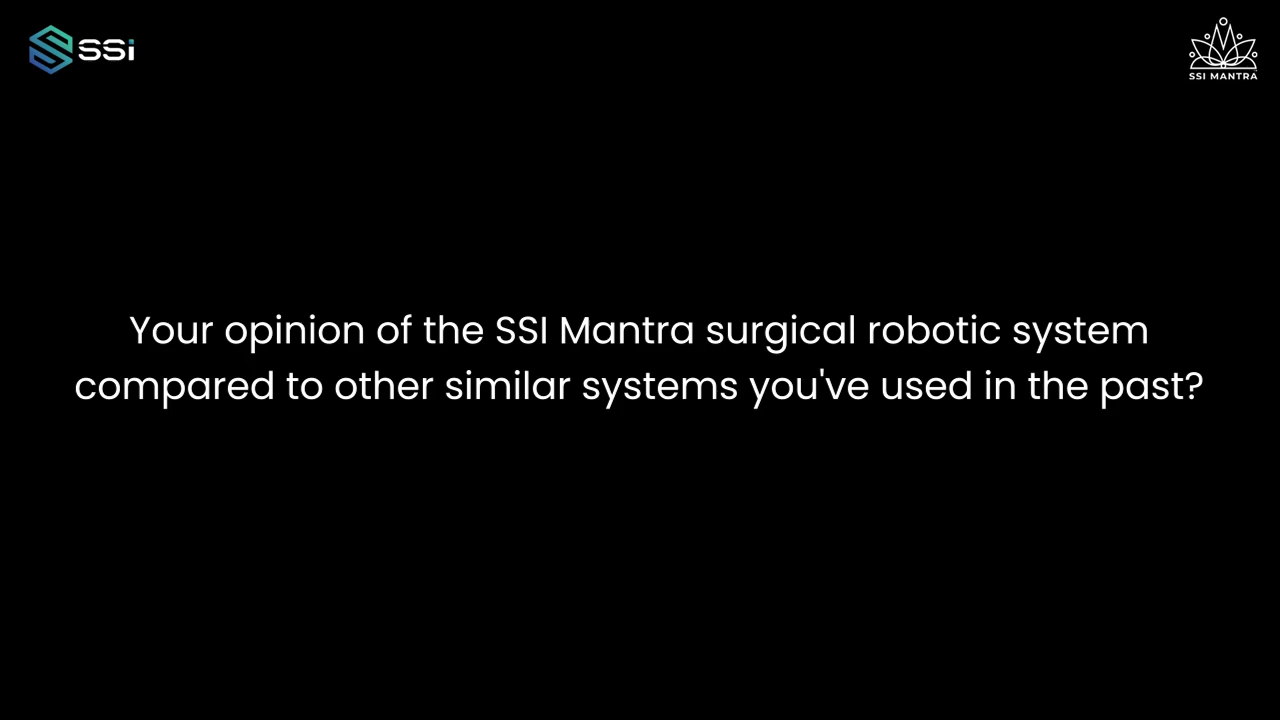 SSi
SSI MANTRA
Your opinion of the SSI Mantra surgical robotic system
compared to other similar systems you've used in the past?